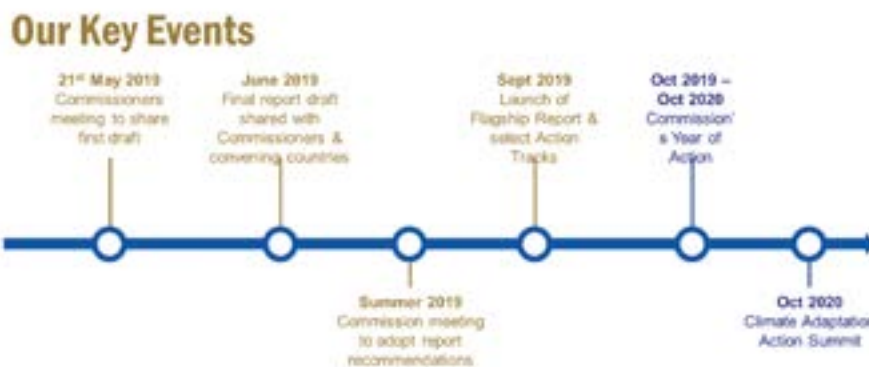 Our Key Events
21st May 2019
Commissioners
meeting to share
first draft
June 2019
Final report draft
shared with
Commissioners &
convening countries
Summer 2019
Commission meeting
to adopt report
recommendations
Sept 2019
Launch of
Flagship Report &
select Action
Tracks
Oct 2019 –
Oct 2020
Commission'
s Year of
Action
Oct 2020
Climate Adaptation
Action Summit